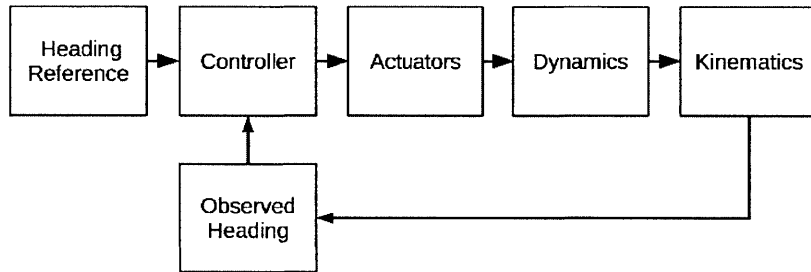 Heading
Reference
Controller
Actuators
Dynamics
Kinematics
Observed
Heading